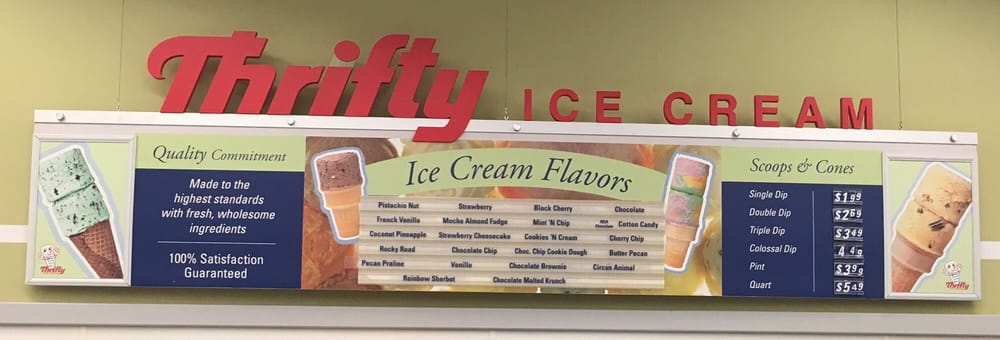 Thrifty ICE CREAM
Quality Commitment
Made to the
highest standards
with fresh, wholesome
ingredients
100% Satisfaction
Guaranteed
Thrifty
Ice Cream Flavors
Pistachio Nut Strawberry Black Cherry Chocolate
French Vanilla Mocha Almond Fudge Mint 'N Chip NSA Chocolate Cotton Candy
Coconut Pineapple Strawberry Cheesecake Cookies 'N Cream Cherry Chip
Rocky Road Chocolate Chip Choc. Chip Cookie Dough Butter Pecan
Pecan Praline Vanilla Chocolate Brownie Circus Animal
Rainbow Sherbet Chocolate Malted Krunch
Scoops & Cones
Single Dip $1 99
Double Dip $2 69
Triple Dip $3 49
Colossal Dip 4 49
Pint $3 99
Quart $5 49
Thrifty